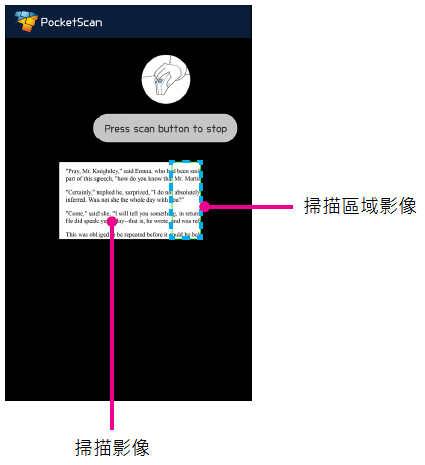 PocketScan
Press scan button to stop
"Pray, Mr. Knightley," said Emma, who had been smi
part of this speech, "how do you know that Mr. Marti
"Certainly," replied he, surprized, "I do not absolutely
inferred. Was not she the whole day with you?"
"Come," said she, "I will tell you something, in return
He did speak yesterday--that is, he wrote, and was ref
This was obliged to be repeated before it could be beli
掃描區域影像
掃描影像